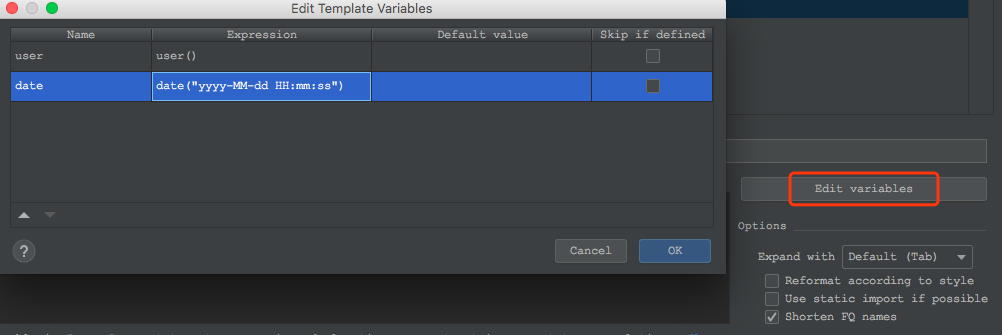 Edit Template Variables
Name Expression Default value Skip if defined
user user()
date date("yyyy-MM-dd HH:mm:ss")
?
Cancel OK
Edit variables
Options
Expand with Default (Tab)
Reformat according to style
Use static import if possible
Shorten FQ names